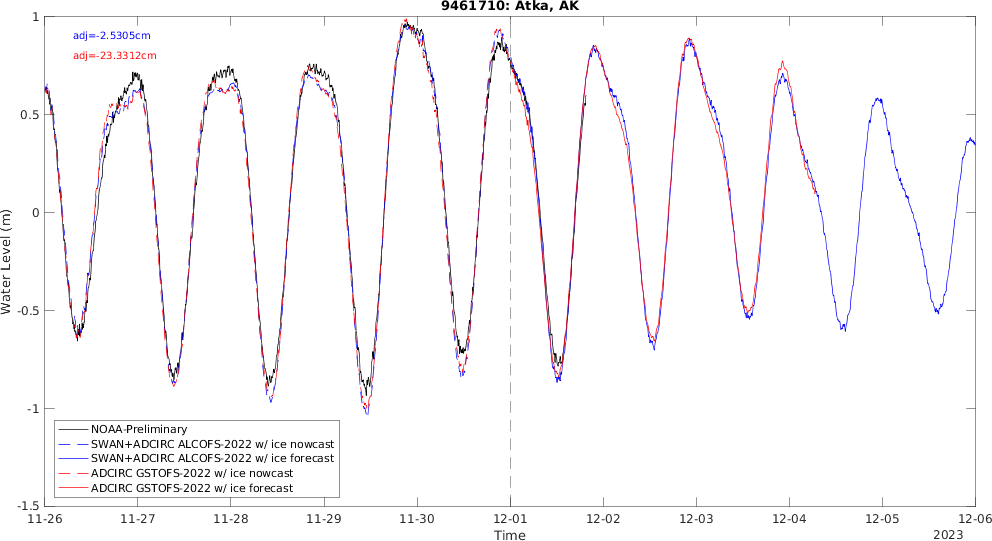 9461710: Atka, AK
adj=-2.5305cm
adj=-23.3312cm
1
0.5
0
-0.5
-1
-1.5
Water Level (m)
NOAA-Preliminary
SWAN+ADCIRC ALCOFS-2022 w/ ice nowcast
SWAN+ADCIRC ALCOFS-2022 w/ ice forecast
ADCIRC GSTOFS-2022 w/ ice nowcast
ADCIRC GSTOFS-2022 w/ ice forecast
11-26 11-27 11-28 11-29 11-30 12-01 12-02 12-03 12-04 12-05 12-06
Time
2023